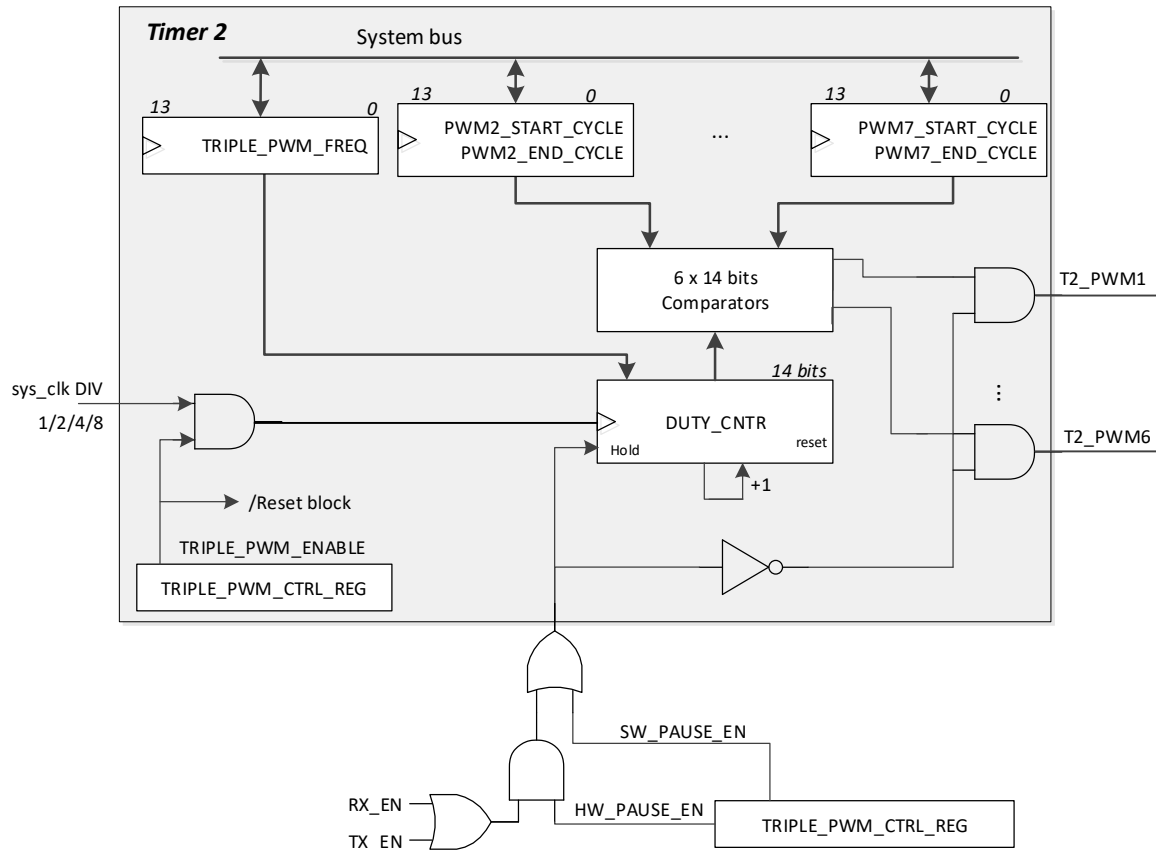 Timer 2
System bus
13
0
13
0
13
0
TRIPLE_PWM_FREQ
PWM2_START_CYCLE
PWM2_END_CYCLE
...
PWM7_START_CYCLE
PWM7_END_CYCLE
6 x 14 bits
Comparators
T2_PWM1
14 bits
sys_clk DIV
1/2/4/8
DUTY_CNTR
Hold
reset
+1
...
T2_PWM6
/Reset block
TRIPLE_PWM_ENABLE
TRIPLE_PWM_CTRL_REG
SW_PAUSE_EN
RX_EN
HW_PAUSE_EN
TX_EN
TRIPLE_PWM_CTRL_REG